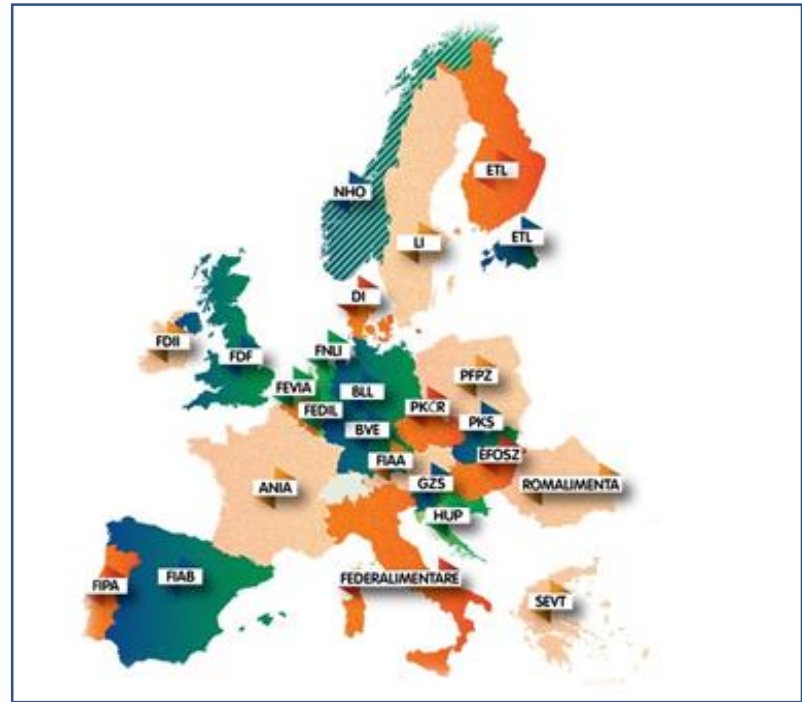 ETL
NHO
LI
ETL
DI
FDII
FDF
FNLI
PFPZ
FEVIA
BLL
FEDIL
PKČR
PKS
BVE
EFOSZ
FIAA
ANIA
GZS
ROMALIMENTA
HUP
FIPA
FIAB
FEDERALIMENTARE
SEVT